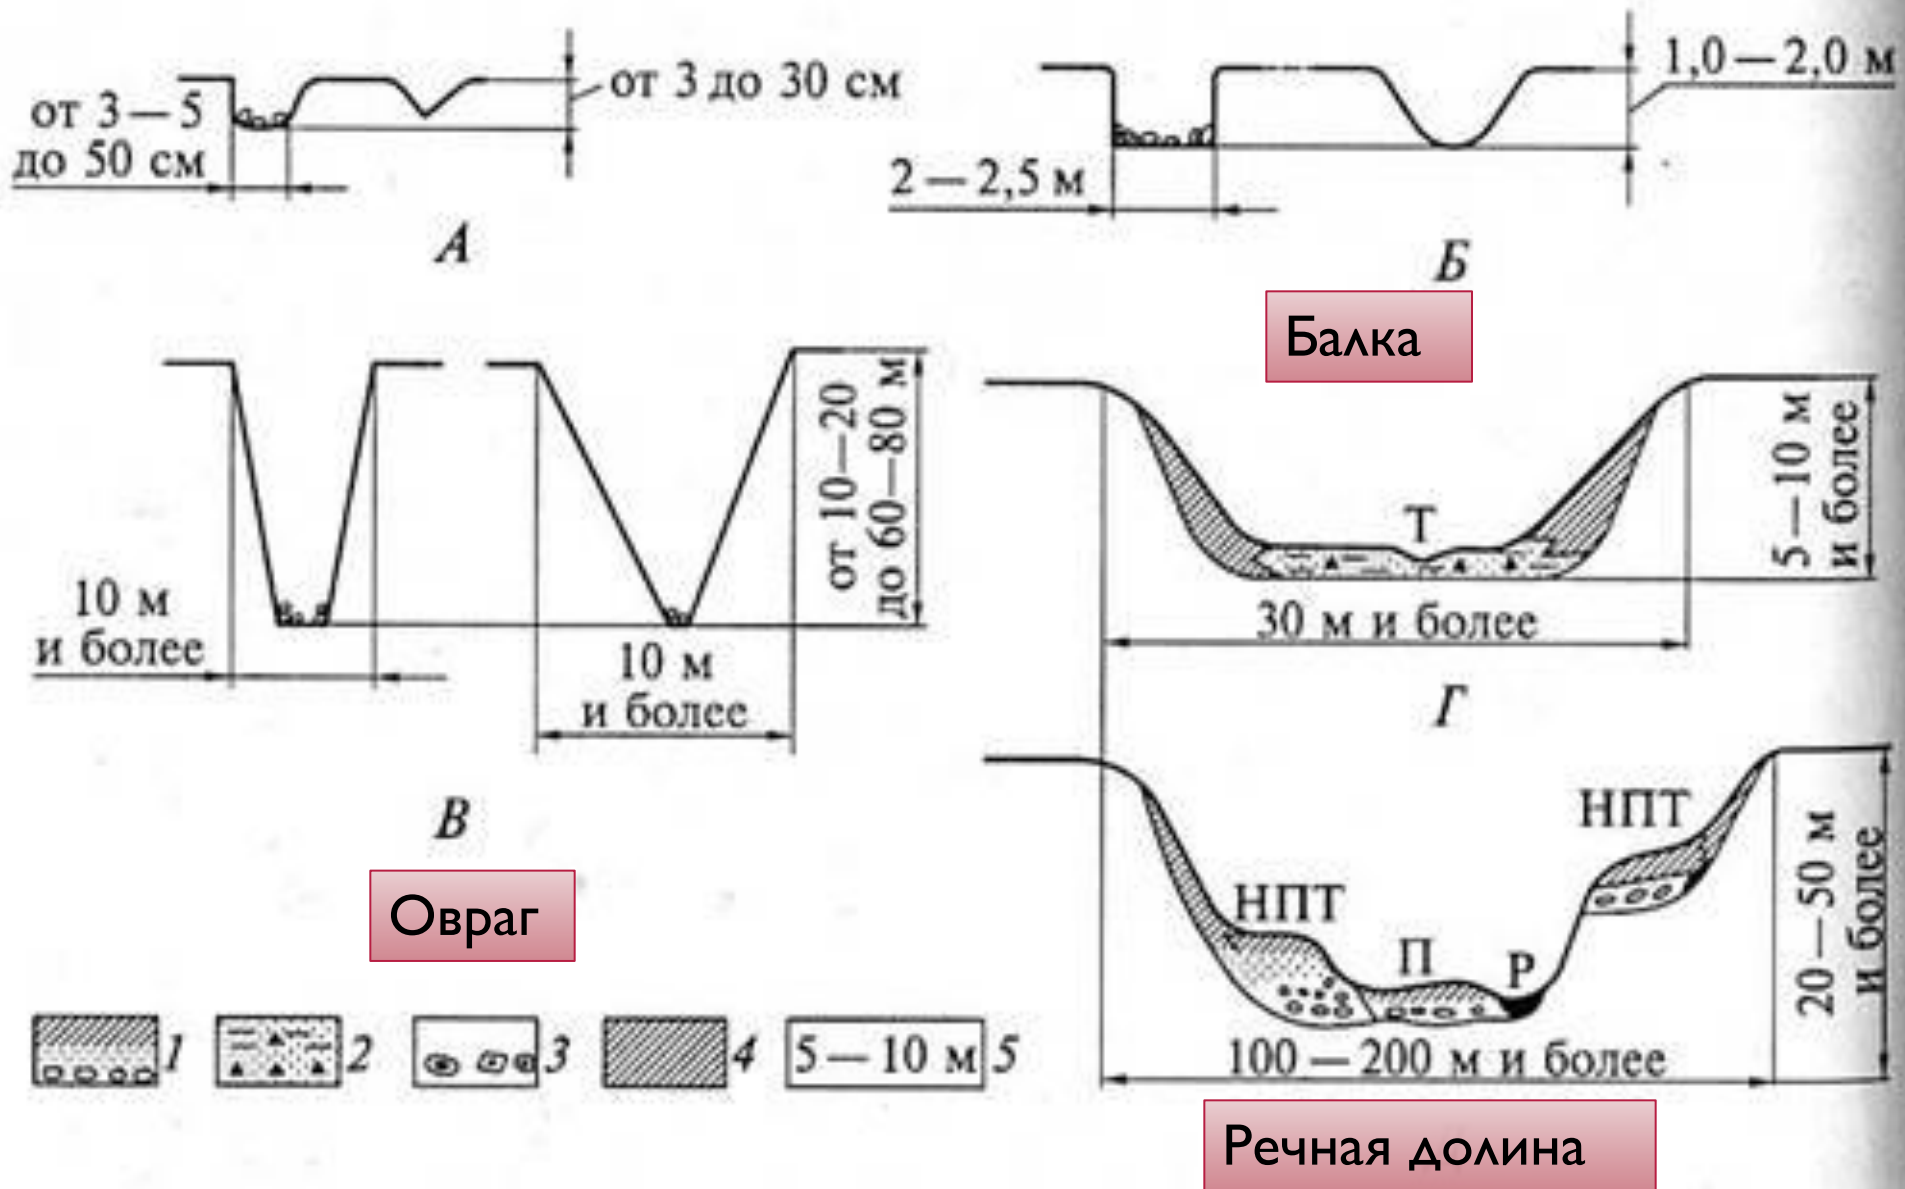 от 3 — 5
до 50 см
от 3 до 30 см
А
2 — 2,5 м
1,0 — 2,0 м
Б
10 м
и более
10 м
и более
от 10—20
до 60—80 м
В
Овраг
Балка
Т
5—10 м
и более
30 м и более
Г
НПТ
П
Р
НПТ
20—50 м
и более
100 — 200 м и более
Речная долина
1
2
3
4
5 — 10 м
5